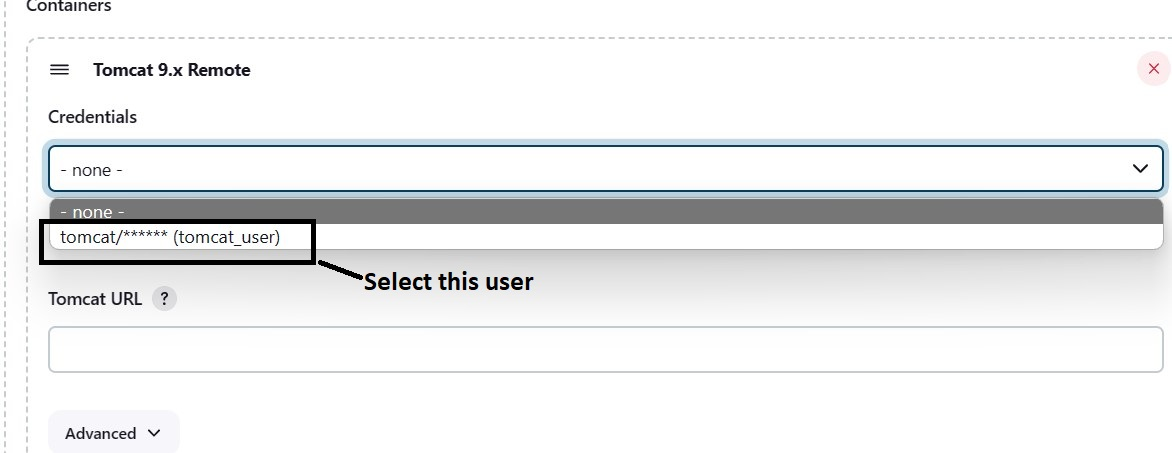 Containers
Tomcat 9.x Remote
Credentials
- none -
- none -
tomcat/****** (tomcat_user)
Select this user
Tomcat URL ?
Advanced